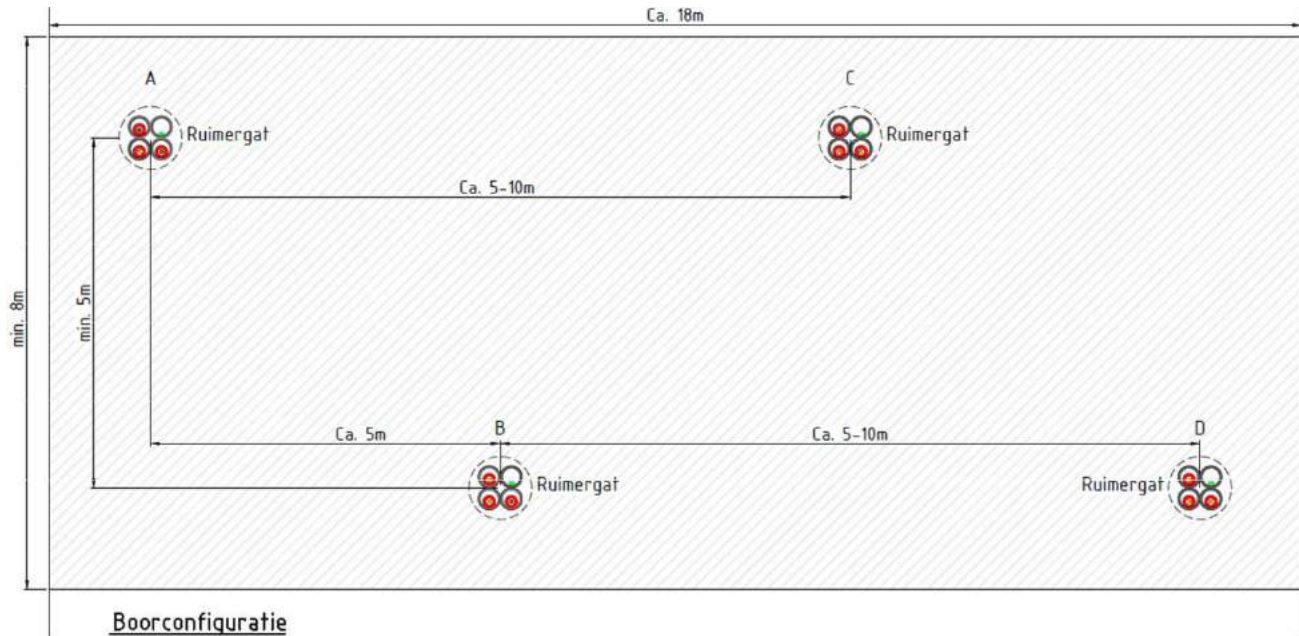 Ca. 18m
A
C
Ruimergat
Ruimergat
Ca. 5-10m
min. 8m
min. 5m
Ca. 5m
B
Ca. 5-10m
D
Ruimergat
Ruimergat
Boorconfiguratie